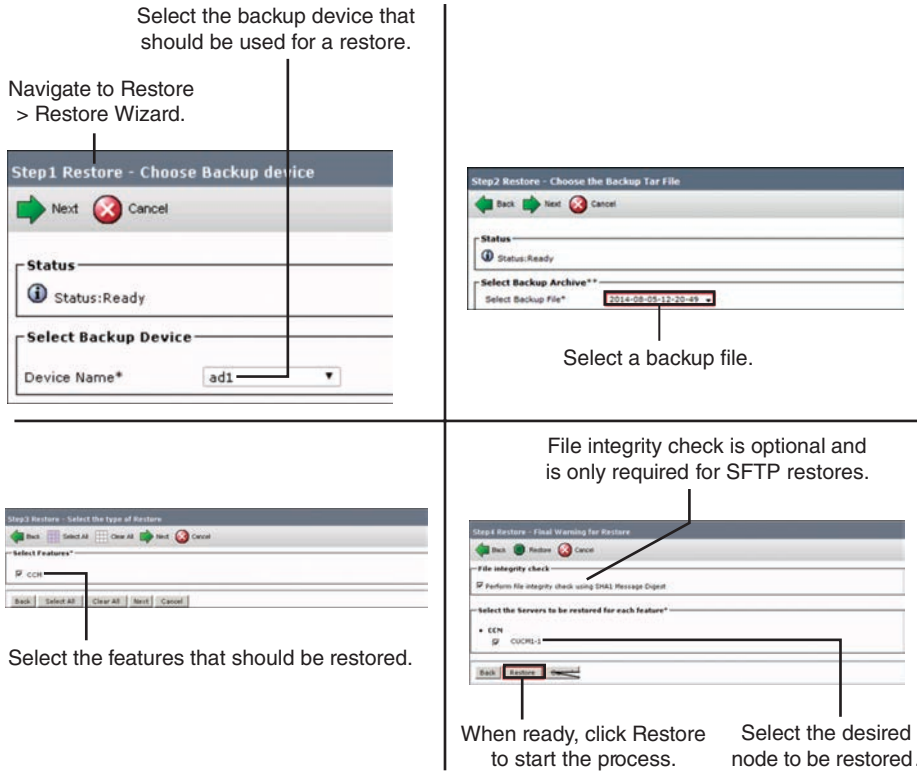 Select the backup device that
should be used for a restore.
Navigate to Restore
> Restore Wizard.
Step1 Restore - Choose Backup device
Next Cancel
Status
Status:Ready
Select Backup Device
Device Name* ad1
Step2 Restore - Choose the Backup Tar File
Back Next Cancel
Status
Status:Ready
Select Backup Archive**
Select Backup File* 2014-08-05-12-20-49
Select a backup file.
Step3 Restore - Select the type of Restore
Back Select All Clear All Next Cancel
Select Features*
CCM
Back Select All Clear All Next Cancel
Select the features that should be restored.
File integrity check is optional and
is only required for SFTP restores.
Step4 Restore - Final Warning for Restore
Back Restore Cancel
File integrity check
Perform file integrity check using SHA1 Message Digest
Select the Servers to be restored for each feature*
• CCM
CUCM1-1
Back Restore Cancel
When ready, click Restore
to start the process.
Select the desired
node to be restored.